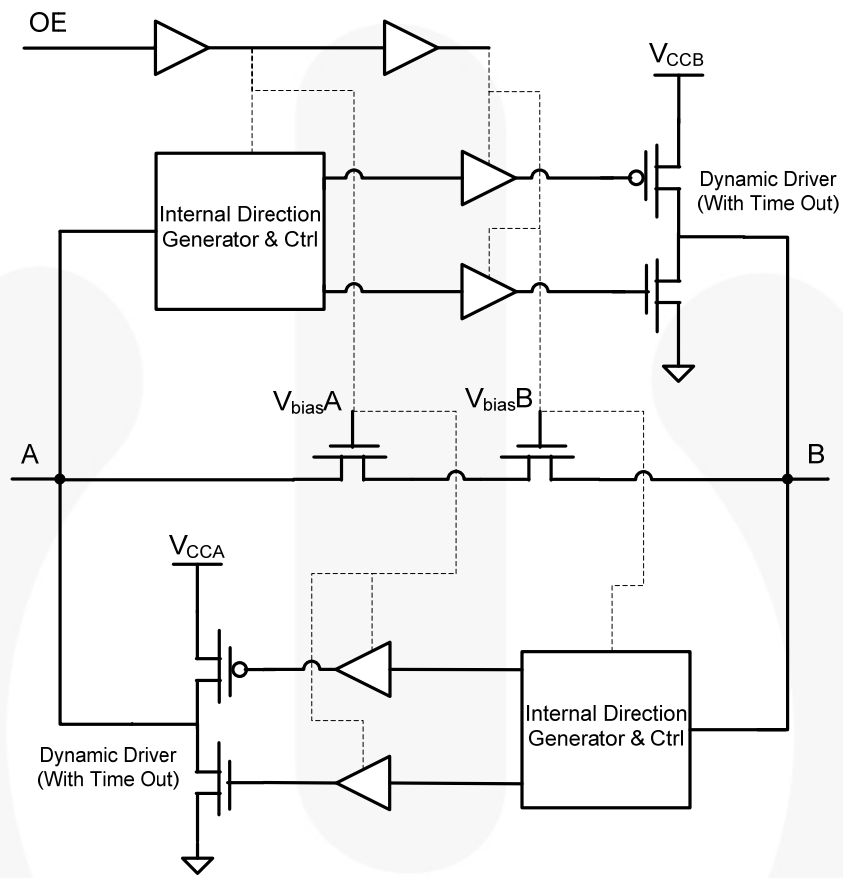 OE
VCCB
Dynamic Driver
(With Time Out)
Internal Direction
Generator & Ctrl
VbiasA
VbiasB
A
B
VCCA
Internal Direction
Generator & Ctrl
Dynamic Driver
(With Time Out)